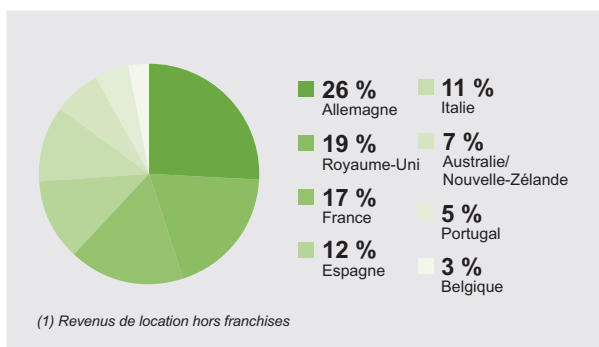 26 %
Allemagne
19 %
Royaume-Uni
17 %
France
12 %
Espagne
11 %
Italie
7 %
Australie/
Nouvelle-Zélande
5 %
Portugal
3 %
Belgique
(1) Revenus de location hors franchises